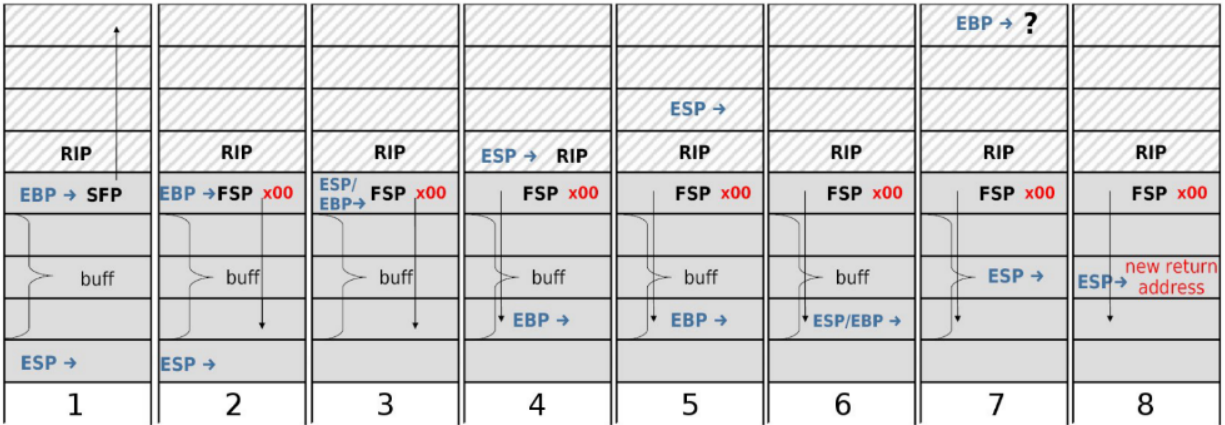 EBP → ?
ESP →
RIP RIP RIP ESP → RIP RIP RIP RIP RIP
EBP → SFP EBP → FSP x00 ESP/ EBP→ FSP x00 FSP x00 FSP x00 FSP x00 FSP x00 FSP x00
buff buff buff buff buff buff ESP → ESP→ new return address
EBP → EBP → ESP/EBP →
ESP → ESP →
1 2 3 4 5 6 7 8